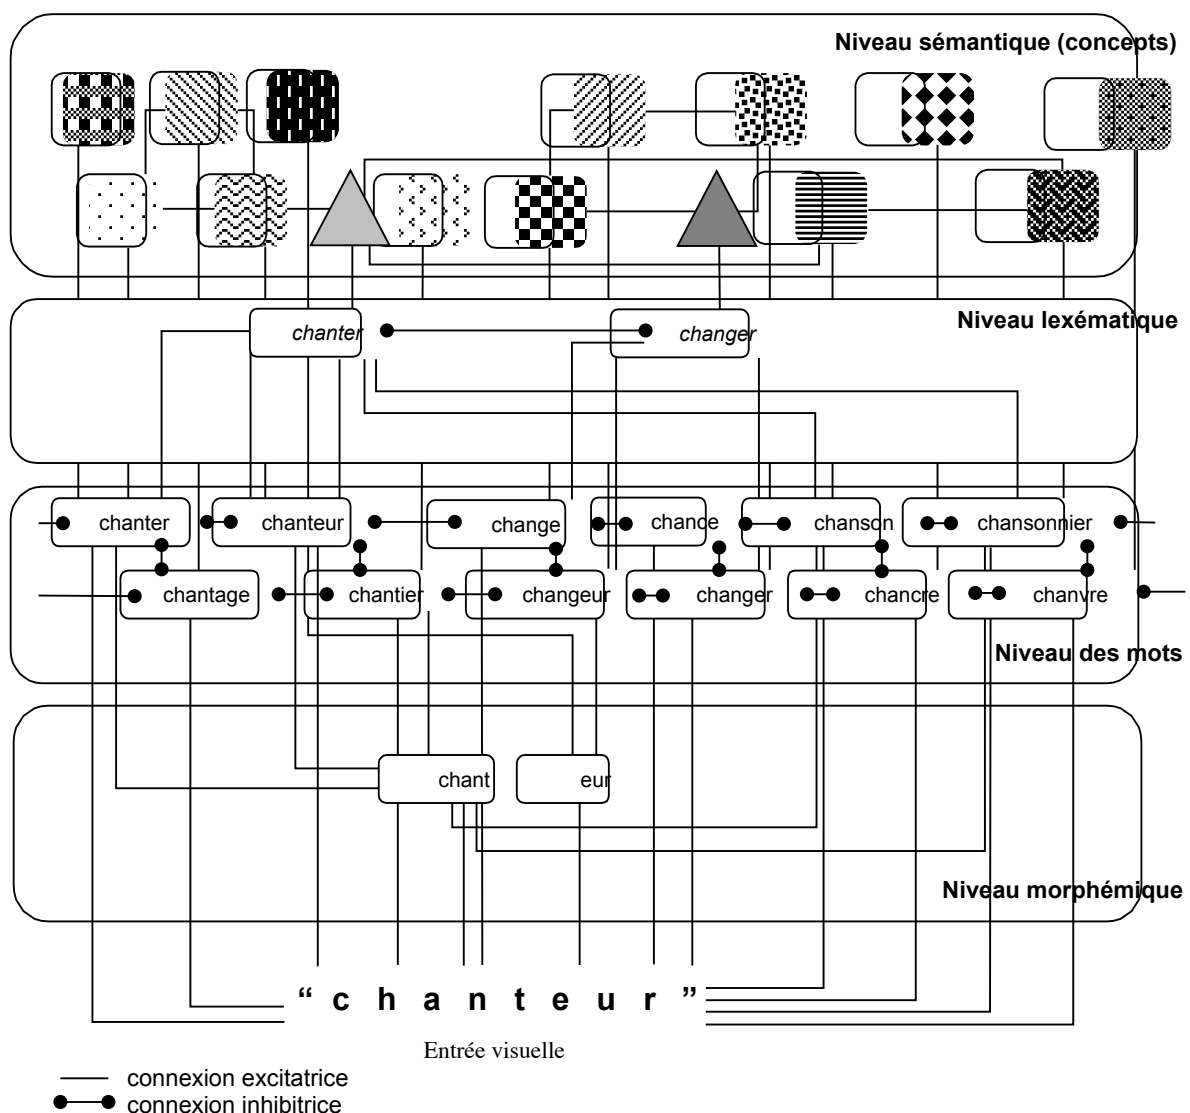 Niveau sémantique (concepts)
chanter changer
Niveau lexématique
chanter chanteur change chance chanson chansonnier
chantage chantier changeur changer chancre chanvre
Niveau des mots
chant eur
Niveau morphémique
“ c h a n t e u r ”
Entrée visuelle
connexion excitatrice
connexion inhibitrice